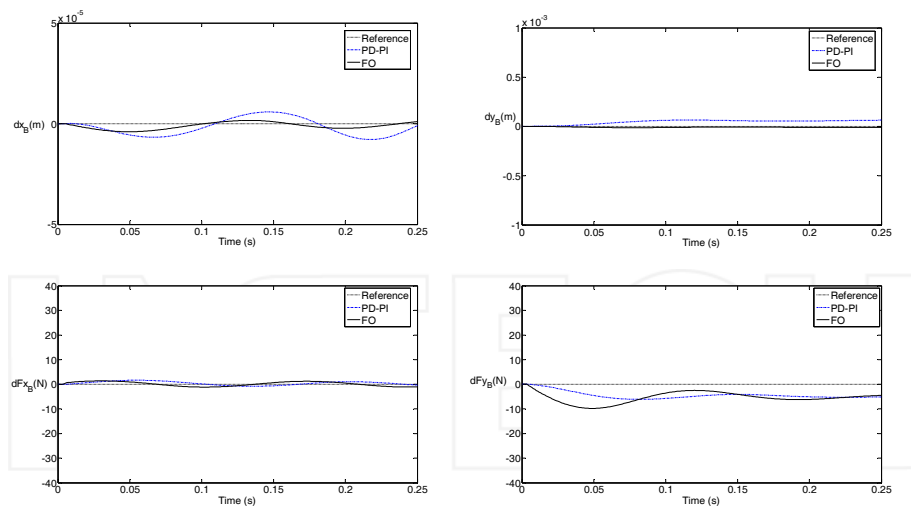 x 10-5
5
0
-5
dxB(m)
0 0.05 0.1 0.15 0.2 0.25
Time (s)
Reference
PD-PI
FO
x 10-3
1
0.5
0
-0.5
-1
dyB(m)
0 0.05 0.1 0.15 0.2 0.25
Time (s)
Reference
PD-PI
FO
40
30
20
10
0
-10
-20
-30
-40
dFxB(N)
0 0.05 0.1 0.15 0.2 0.25
Time (s)
Reference
PD-PI
FO
40
30
20
10
0
-10
-20
-30
-40
dFyB(N)
0 0.05 0.1 0.15 0.2 0.25
Time (s)
Reference
PD-PI
FO